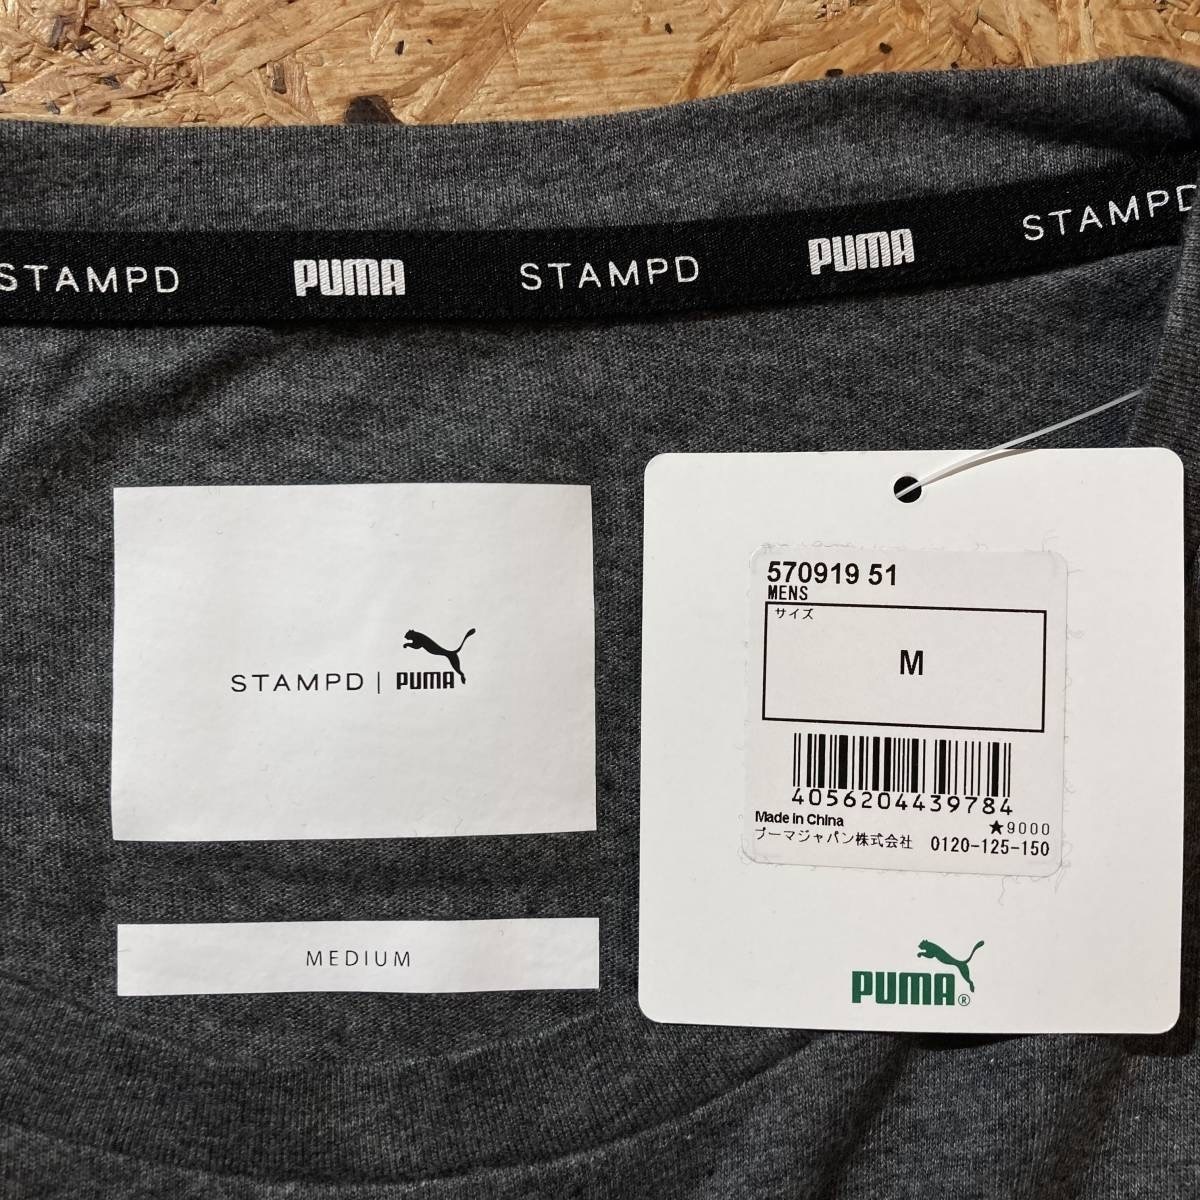 STAMPD PUMA STAMPD PUMA STAMPD
STAMPD | PUMA
MEDIUM
570919 51
MENS
サイズ
M
4056204439784
Made in China
★9000
プーマジャパン株式会社 0120-125-150
PUMA®